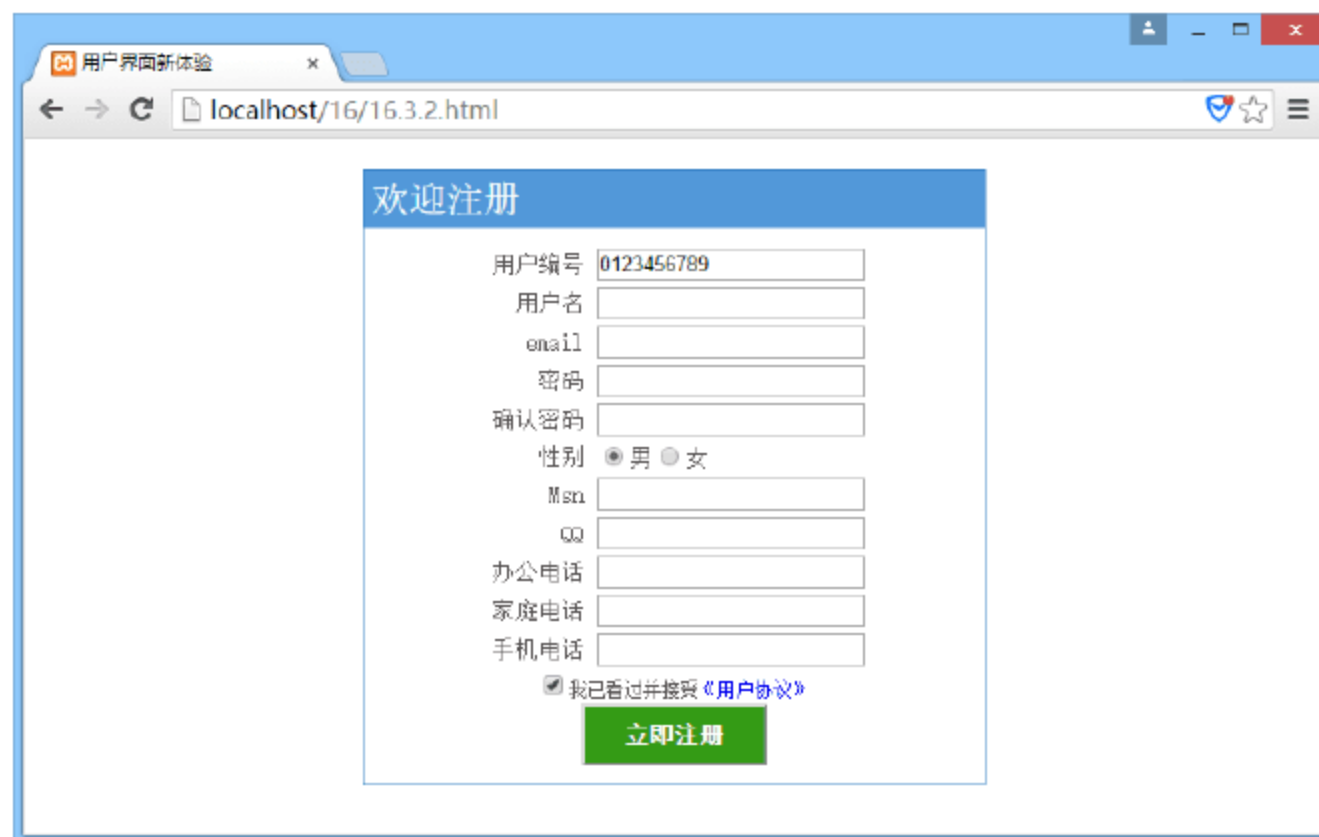 用户界面新体验
localhost/16/16.3.2.html
欢迎注册
用户编号 0123456789
用户名
email
密码
确认密码
性别 男 女
Msn
QQ
办公电话
家庭电话
手机电话
我已看过并接受《用户协议》
立即注册